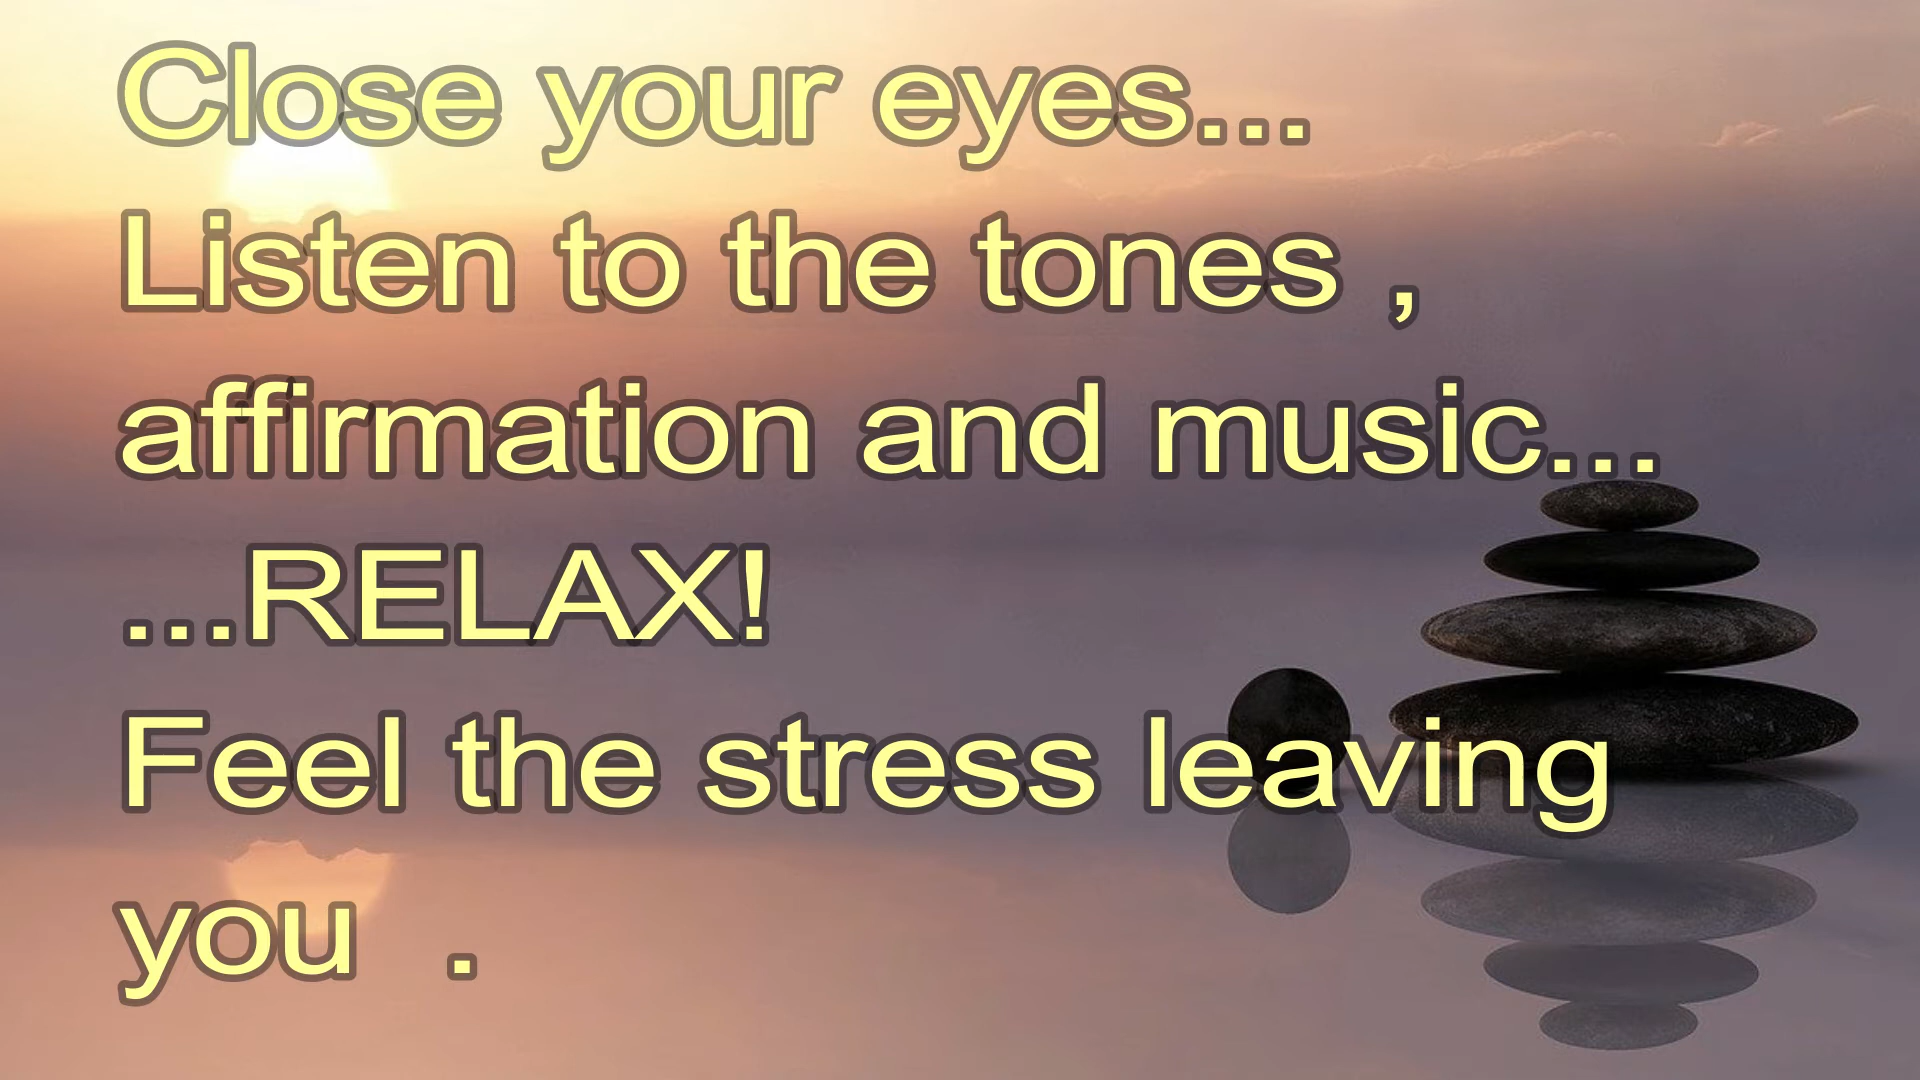 Close your eyes...
Listen to the tones ,
affirmation and music...
...RELAX!
Feel the stress leaving
you  .